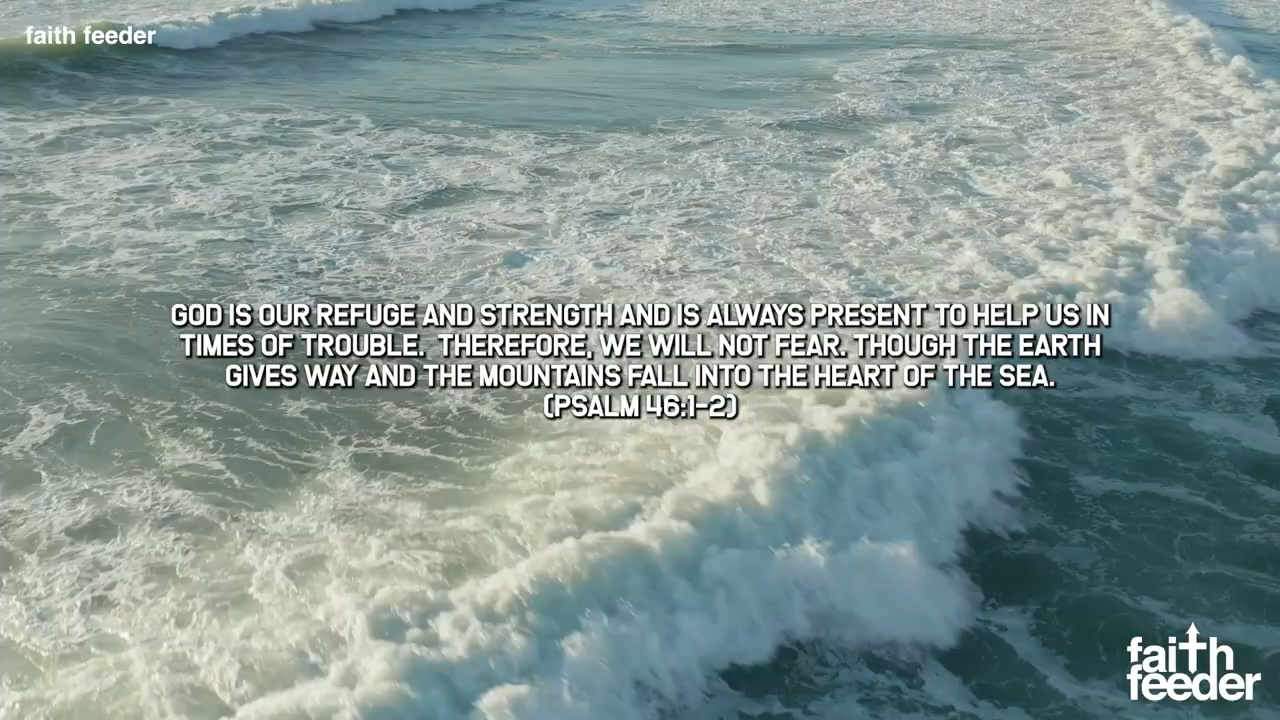 faith feeder
GOD IS OUR REFUGE AND STRENGTH AND IS ALWAYS PRESENT TO HELP US IN
TIMES OF TROUBLE.  THEREFORE, WE WILL NOT FEAR. THOUGH THE EARTH
GIVES WAY AND THE MOUNTAINS FALL INTO THE HEART OF THE SEA.
(PSALM 46:1-2)
faith
feeder